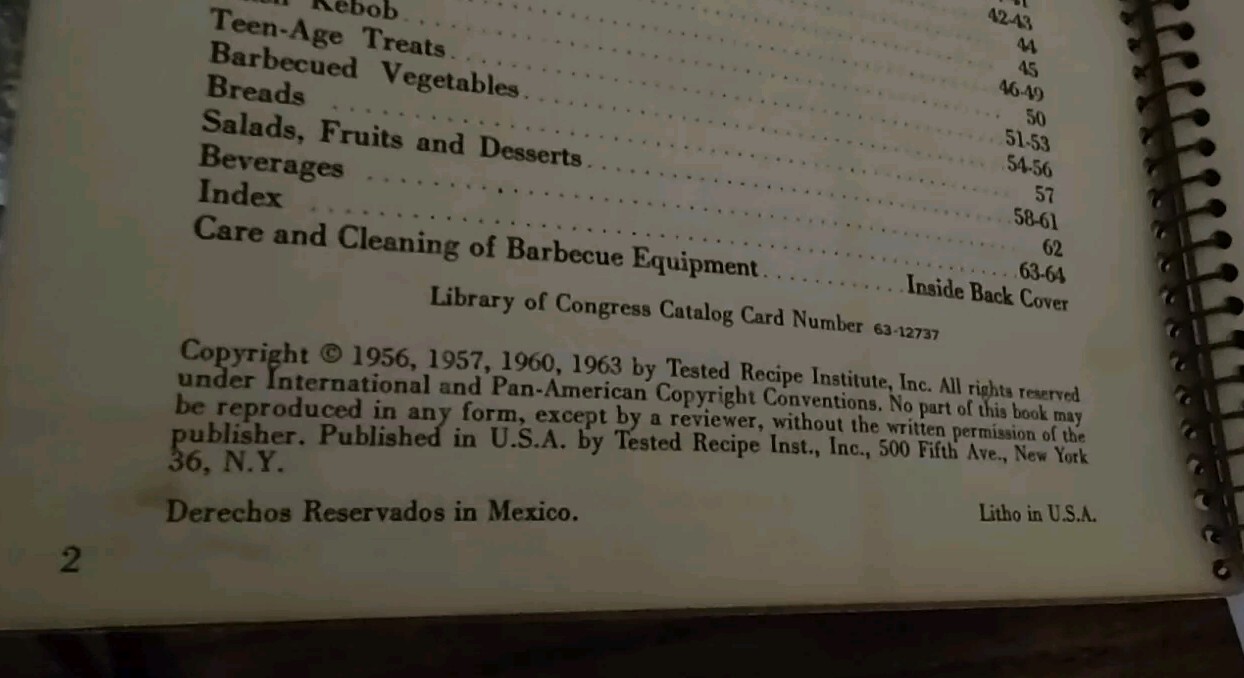 42-43
44
45
46-49
Kebob........ 50
Teen-Age Treats........ 51-53
Barbecued Vegetables........ 54-56
Breads........ 57
Salads, Fruits and Desserts........ 58-61
Beverages........ 62
Index........ 63-64
Care and Cleaning of Barbecue Equipment........ Inside Back Cover
Library of Congress Catalog Card Number 63-12737
Copyright © 1956, 1957, 1960, 1963 by Tested Recipe Institute, Inc. All rights reserved
under International and Pan-American Copyright Conventions. No part of this book may
be reproduced in any form, except by a reviewer, without the written permission of the
publisher. Published in U.S.A. by Tested Recipe Inst., Inc., 500 Fifth Ave., New York
36, N.Y.
Derechos Reservados in Mexico. Litho in U.S.A.
2